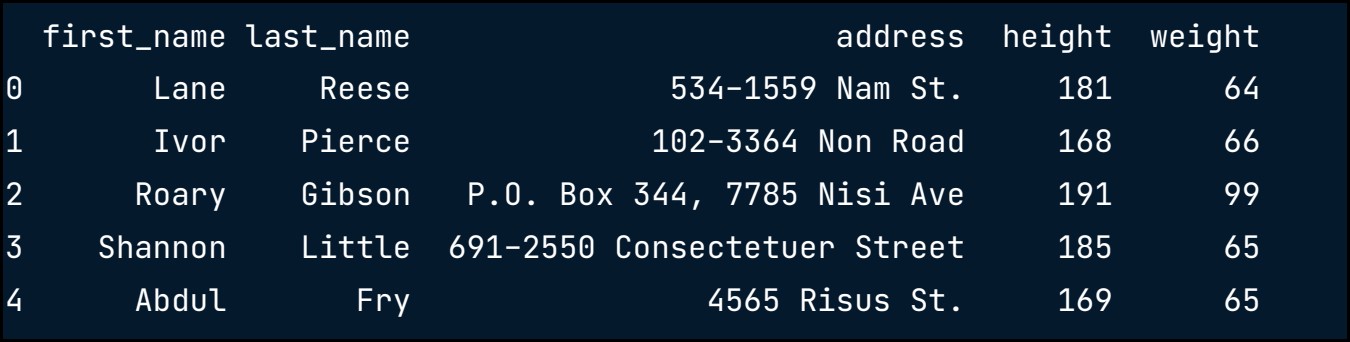 first_name last_name address height weight
0 Lane Reese 534-1559 Nam St. 181 64
1 Ivor Pierce 102-3364 Non Road 168 66
2 Roary Gibson P.O. Box 344, 7785 Nisi Ave 191 99
3 Shannon Little 691-2550 Consectetuer Street 185 65
4 Abdul Fry 4565 Risus St. 169 65